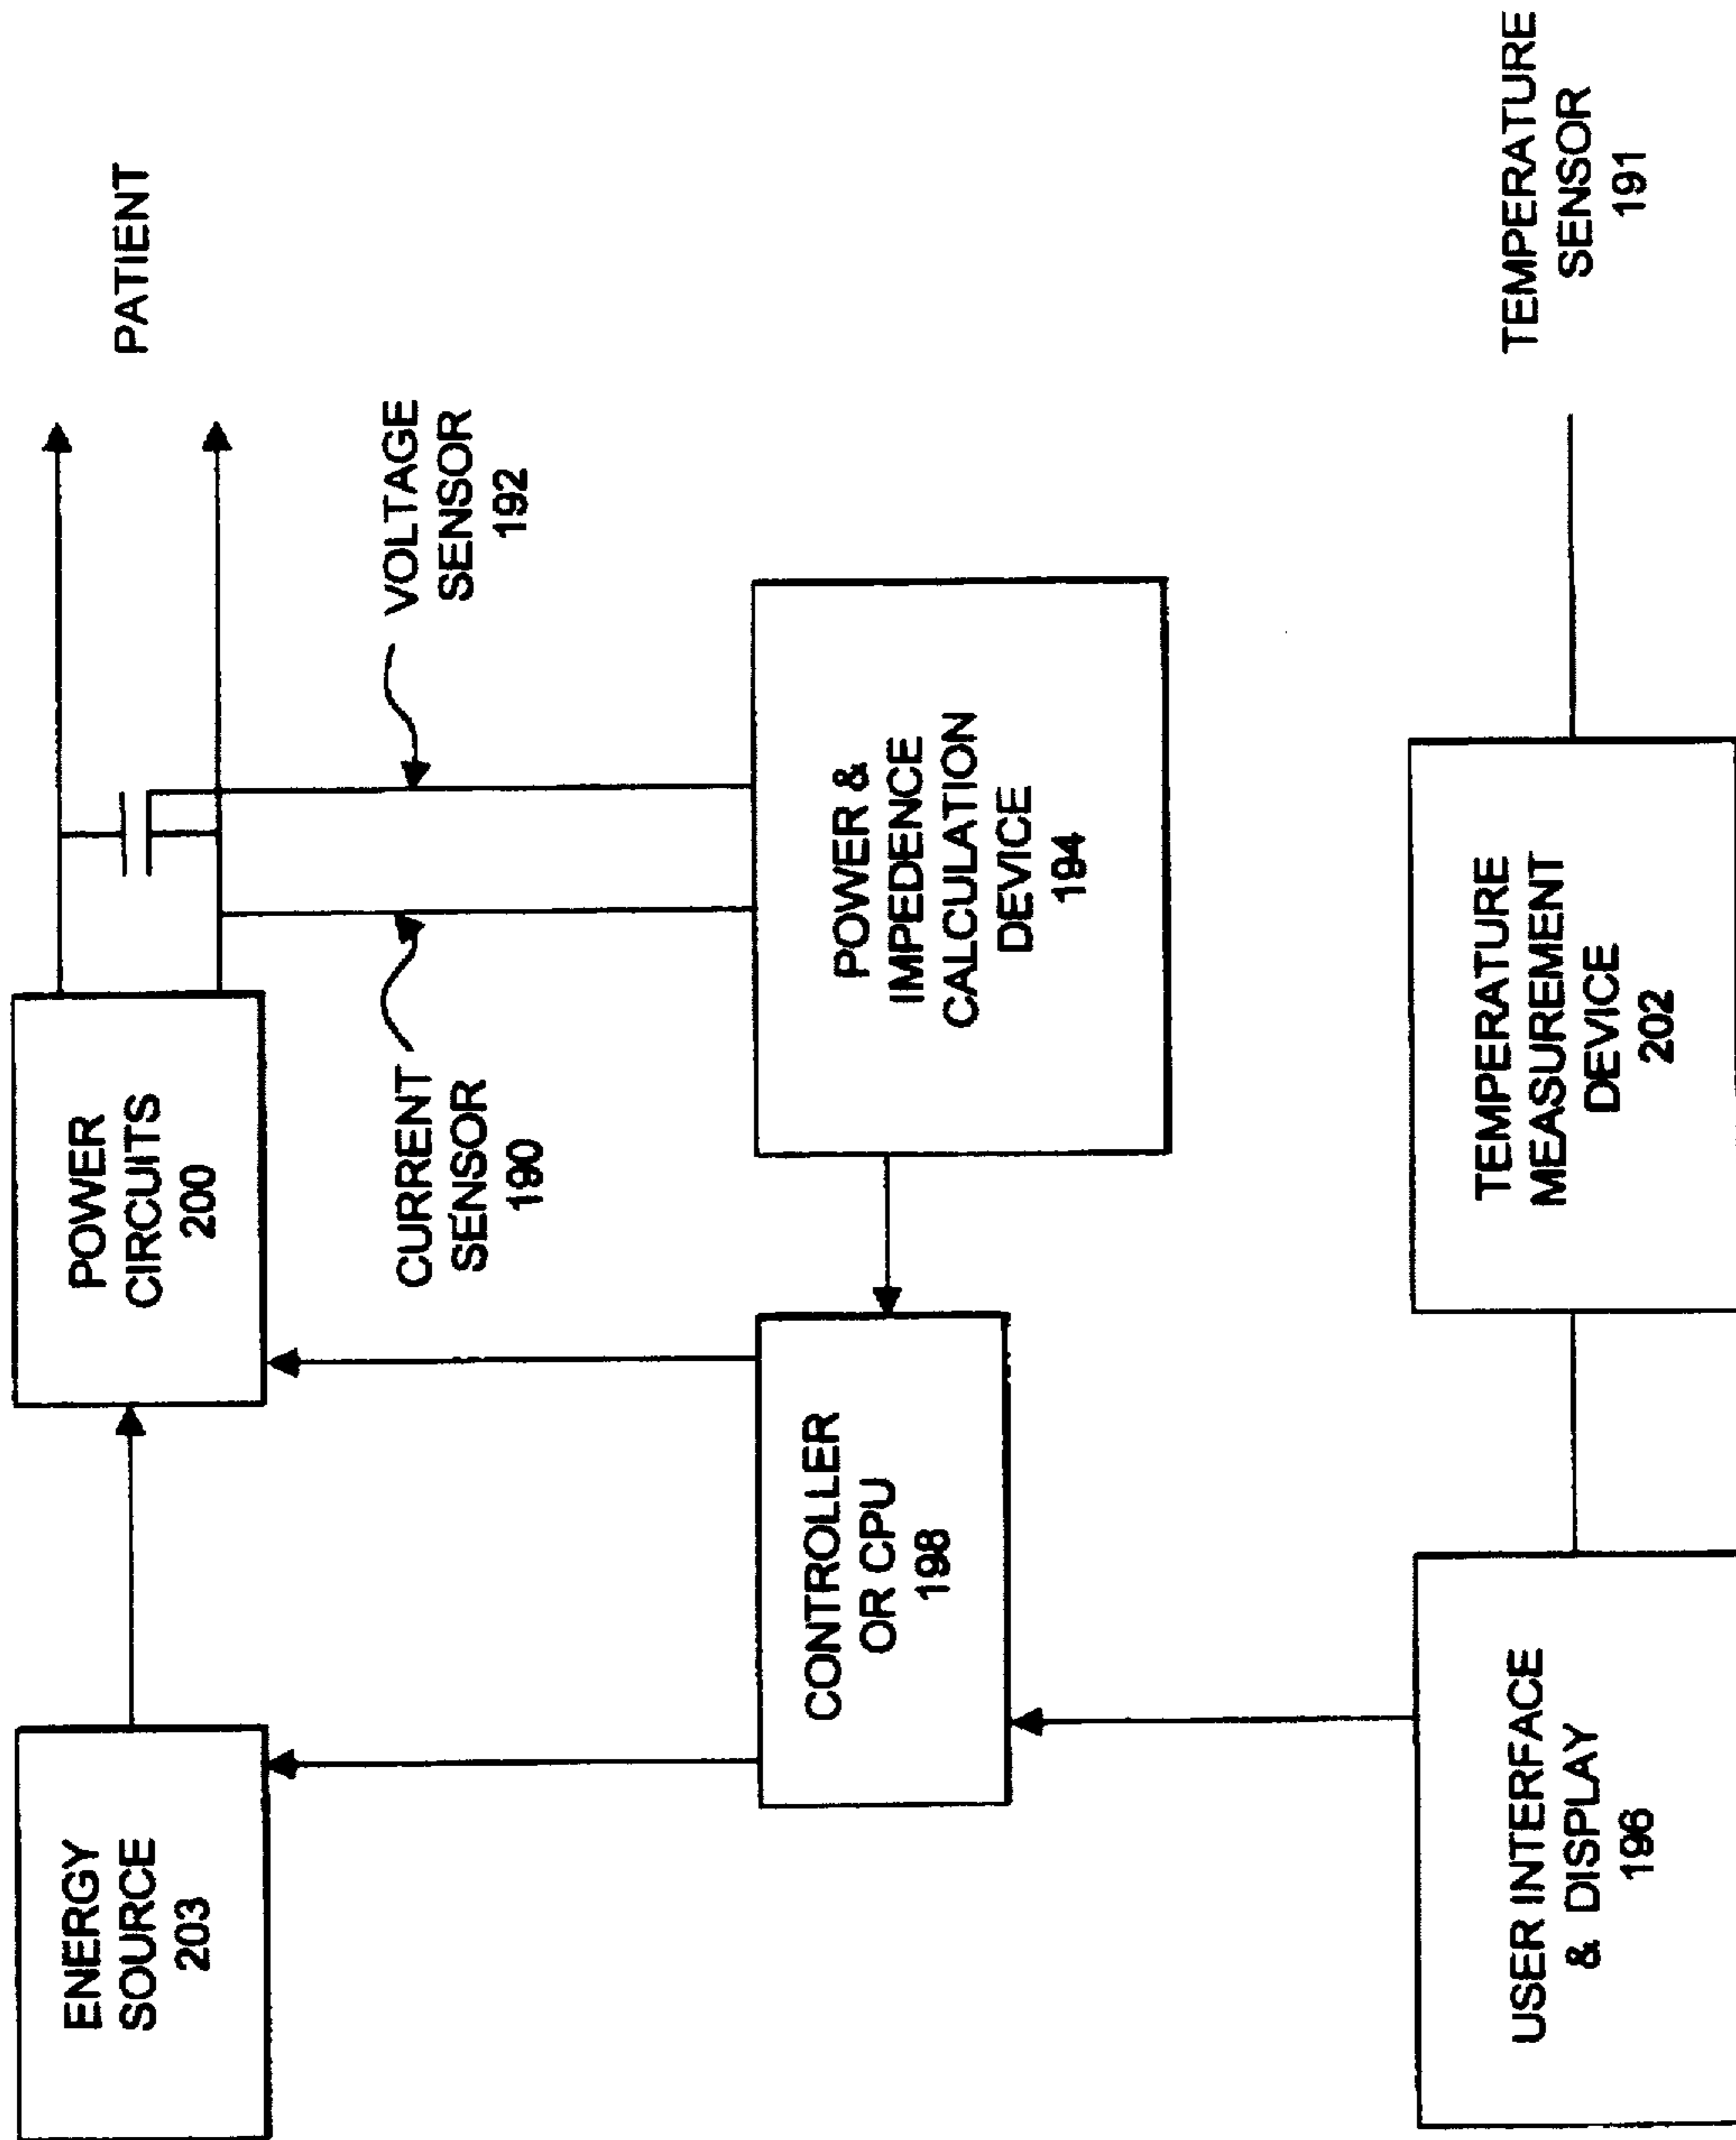 ENERGY
SOURCE
203
POWER
CIRCUITS
200
PATIENT
CURRENT
SENSOR
190
VOLTAGE
SENSOR
192
CONTROLLER
OR CPU
198
POWER &
IMPEDENCE
CALCULATION
DEVICE
194
USER INTERFACE
& DISPLAY
196
TEMPERATURE
MEASUREMENT
DEVICE
202
TEMPERATURE
SENSOR
191